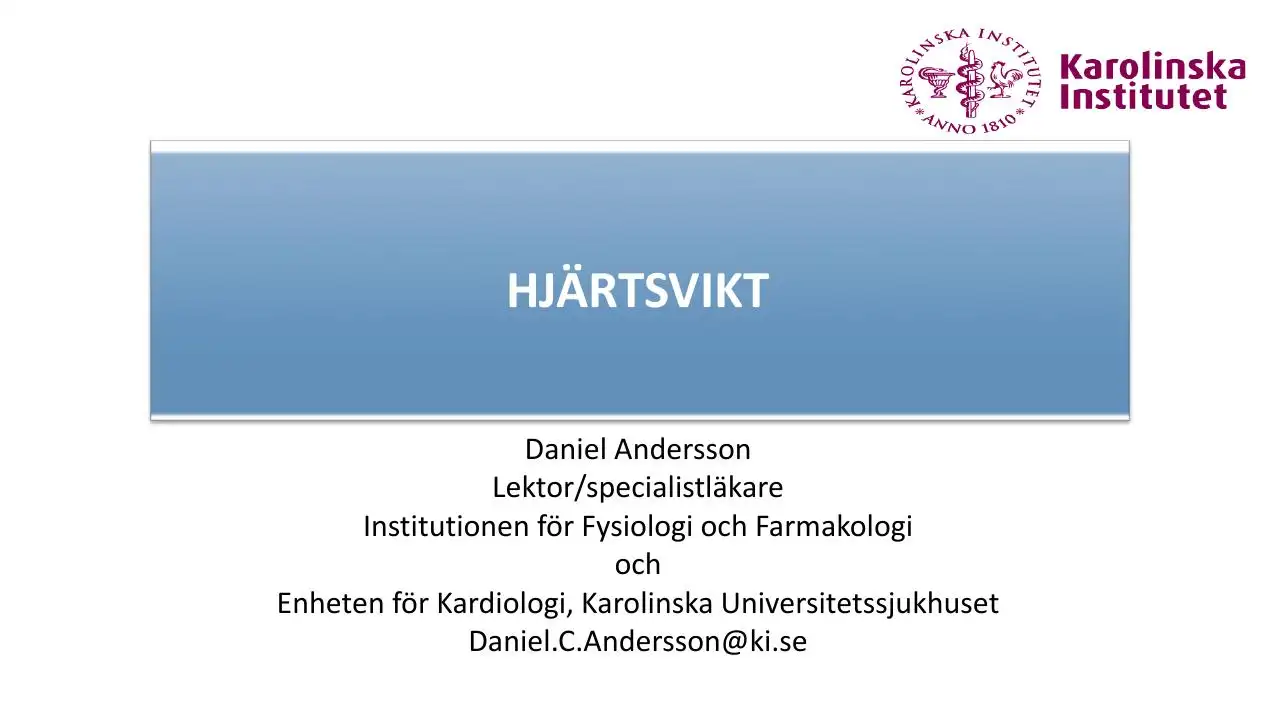 KAROLINSKA INSTITUTET
* ANNO 1810 *
Karolinska
Institutet
HJÄRTSVIKT
Daniel Andersson
Lektor/specialistläkare
Institutionen för Fysiologi och Farmakologi
och
Enheten för Kardiologi, Karolinska Universitetssjukhuset
Daniel.C.Andersson@ki.se